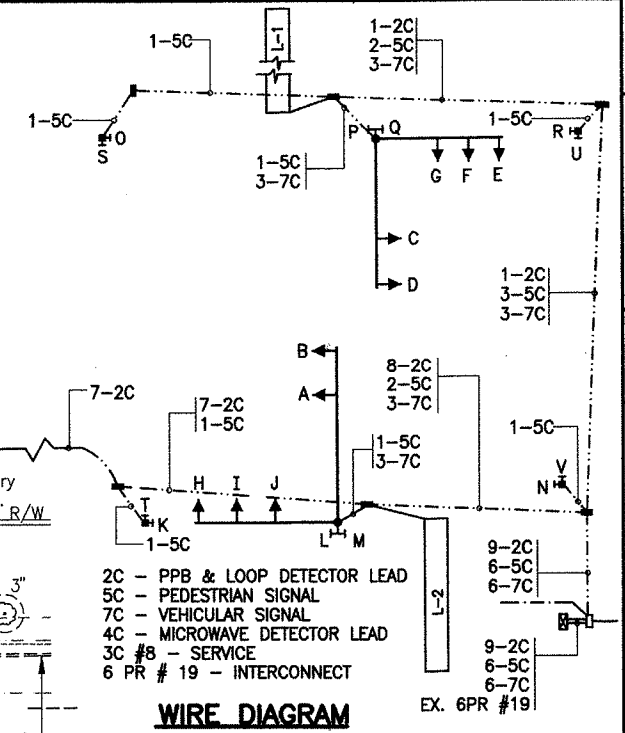 1-5C
L-1
1-2C
2-5C
3-7C
1-5C
S
O
P
Q
1-5C
R
U
1-5C
3-7C
G
F
E
C
D
1-2C
3-5C
3-7C
B
A
8-2C
2-5C
3-7C
7-2C
7-2C
1-5C
1-5C
3-7C
1-5C
V
N
H
I
J
ry
R/W
T
K
L
M
1-5C
9-2C
6-5C
6-7C
3"
2C - PPB & LOOP DETECTOR LEAD
5C - PEDESTRIAN SIGNAL
7C - VEHICULAR SIGNAL
4C - MICROWAVE DETECTOR LEAD
3C #8 - SERVICE
6 PR # 19 - INTERCONNECT
L-2
9-2C
6-5C
6-7C
EX. 6PR #19
WIRE DIAGRAM